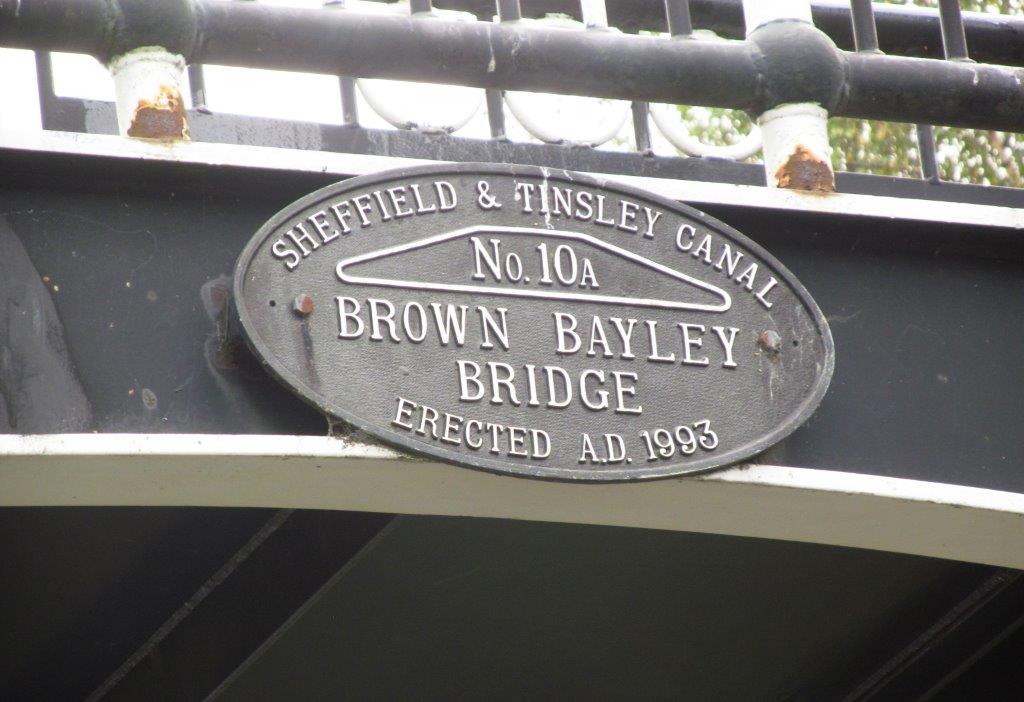 SHEFFIELD & TINSLEY CANAL
No. 10A
BROWN BAYLEY
BRIDGE
ERECTED A.D. 1993